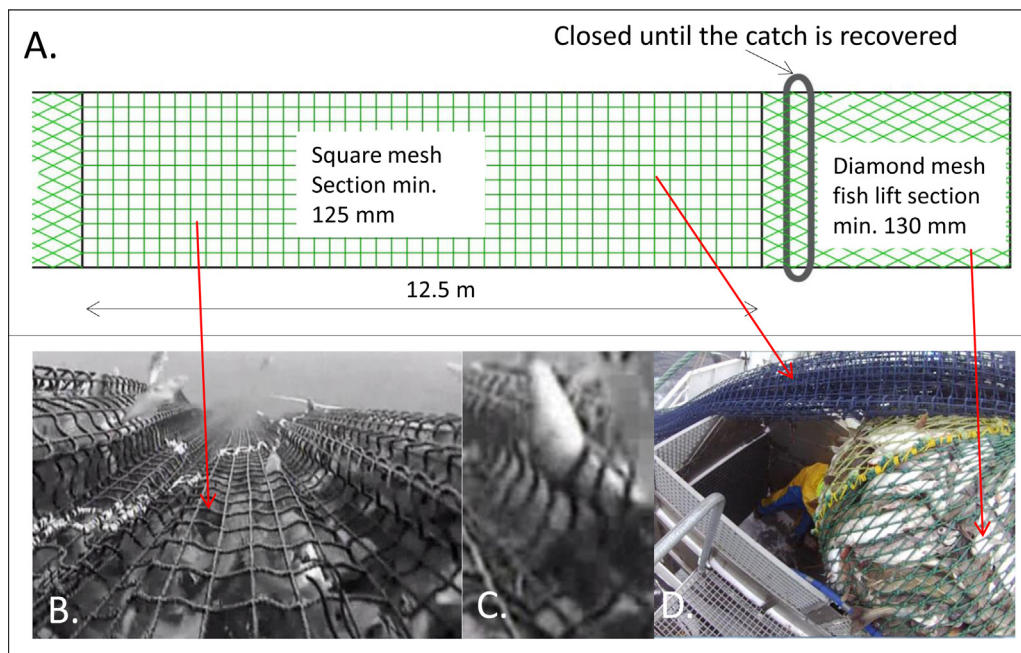 A.
Closed until the catch is recovered
Square mesh
Section min.
125 mm
Diamond mesh
fish lift section
min. 130 mm
12.5 m
B.
C.
D.